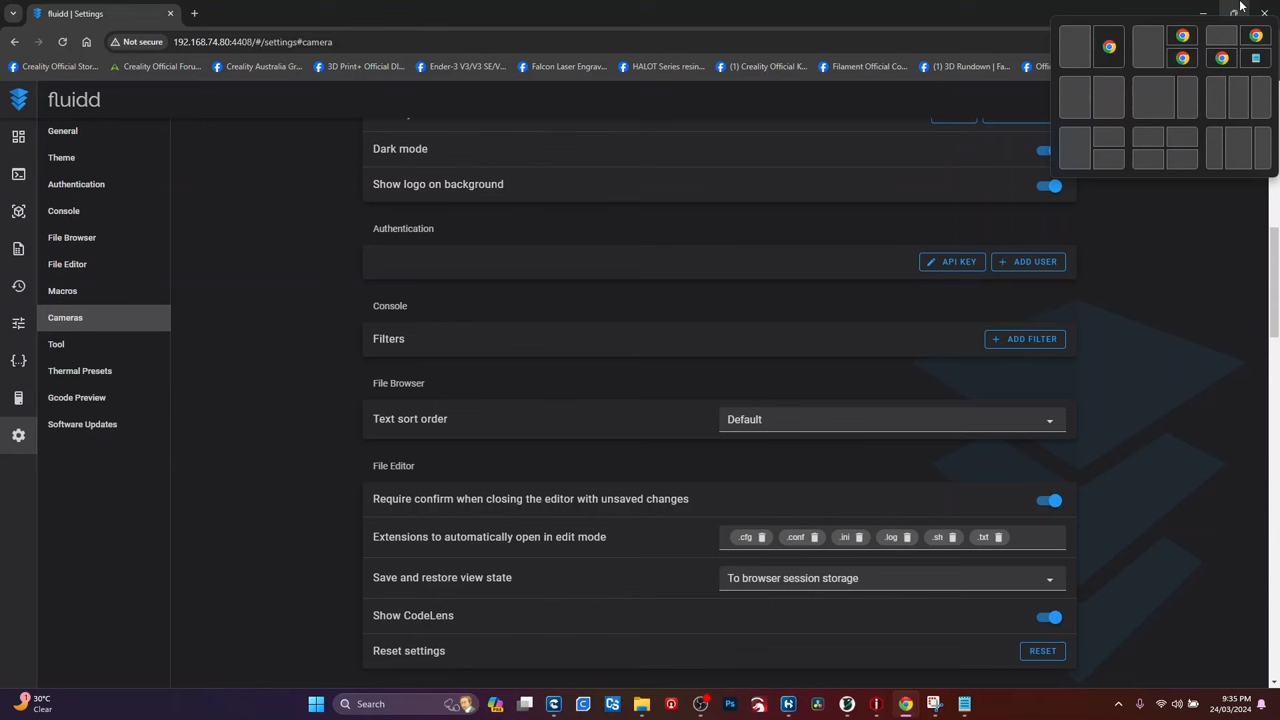 fluidd | Settings
Not secure 192.168.74.80:4408/#/settings#camera
Creality Official Stor... Creality Official Foru... Creality Australia Gr... 3D Print+ Official DI... Ender-3 V3/V3SE/V... Falcon Laser Engrav... HALOT Series resin... (1) Creality Official K... Filament Official Co... (1) 3D Rundown | Fa... Offi
fluidd
General
Theme
Authentication
Console
File Browser
File Editor
Macros
Cameras
Tool
Thermal Presets
Gcode Preview
Software Updates
Dark mode
Show logo on background
Authentication
API KEY ADD USER
Console
Filters ADD FILTER
File Browser
Text sort order Default
File Editor
Require confirm when closing the editor with unsaved changes
Extensions to automatically open in edit mode .cfg .conf .ini .log .sh .txt
Save and restore view state To browser session storage
Show CodeLens
Reset settings RESET
1 30°C
Clear
Search
9:35 PM
24/03/2024